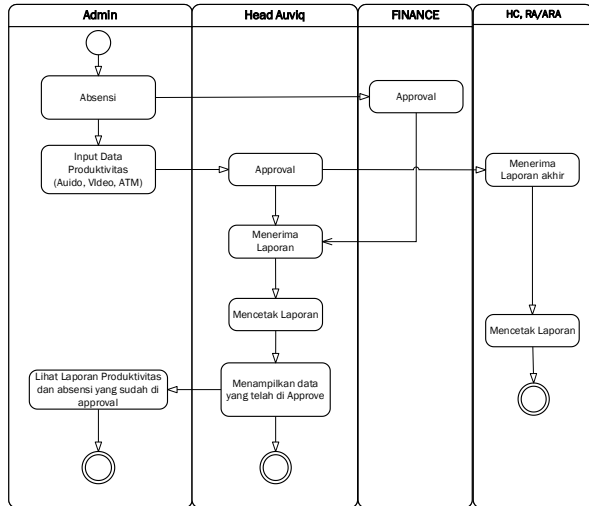 Admin
Head Auviq
FINANCE
HC, RA/ARA
Absensi
Approval
Input Data
Produktivitas
(Auido, VIdeo, ATM)
Approval
Menerima
Laporan akhir
Menerima
Laporan
Mencetak Laporan
Mencetak Laporan
Lihat Laporan Produktivitas
dan absensi yang sudah di
approval
Menampilkan data
yang telah di Approve